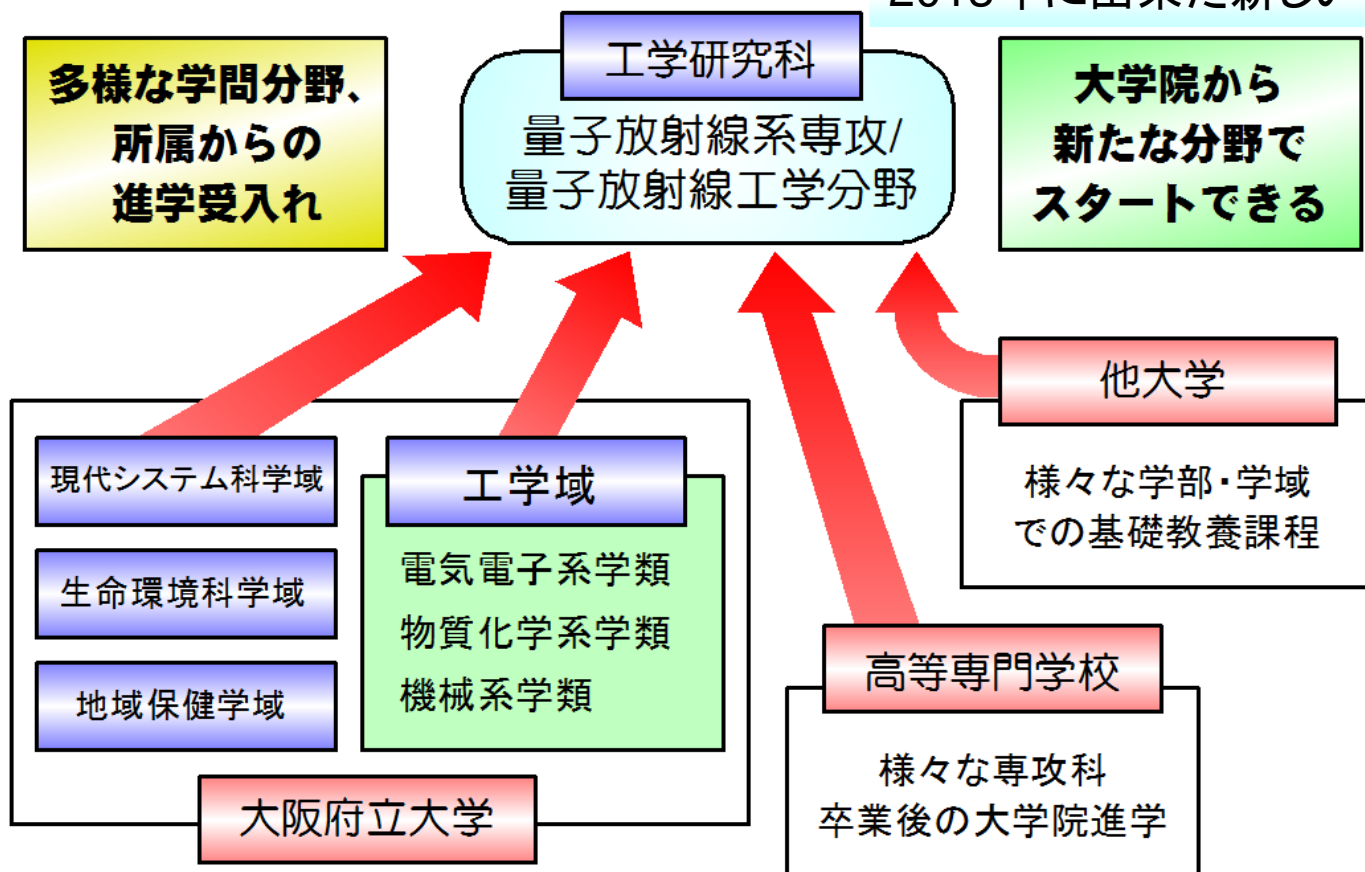 工学研究科
量子放射線系専攻/
量子放射線工学分野
多様な学問分野、
所属からの
進学受入れ
大学院から
新たな分野で
スタートできる
現代システム科学域
生命環境科学域
地域保健学域
工学域
電気電子系学類
物質化学系学類
機械系学類
大阪府立大学
高等専門学校
様々な専攻科
卒業後の大学院進学
他大学
様々な学部・学域
での基礎教養課程